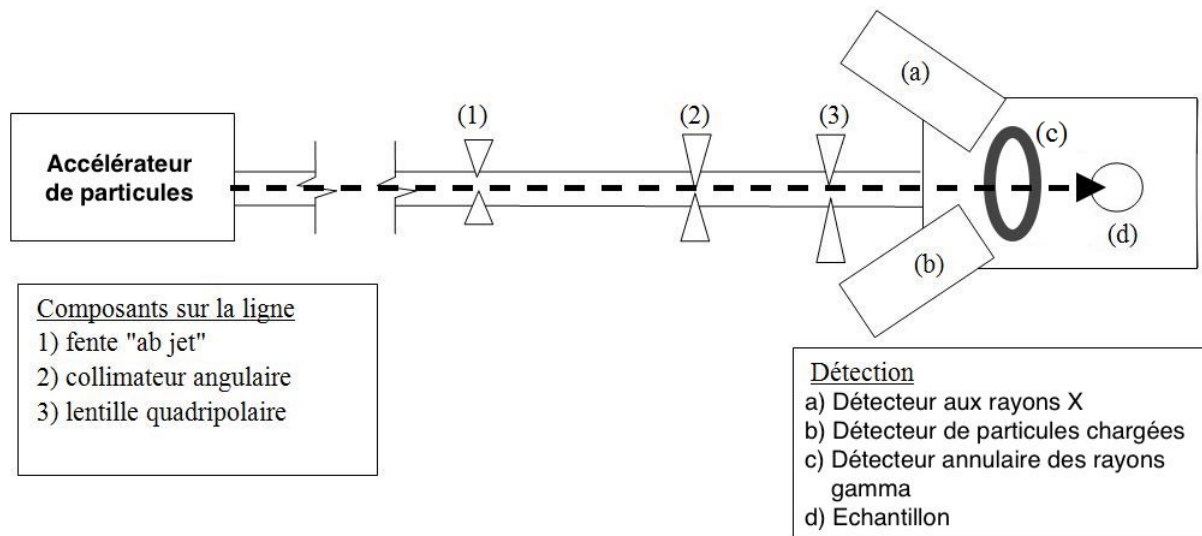 (a)
(1)
(2)
(3)
(c)
Accélérateur
de particules
(d)
(b)
Composants sur la ligne
1) fente "ab jet"
2) collimateur angulaire
3) lentille quadripolaire
Détection
a) Détecteur aux rayons X
b) Détecteur de particules chargées
c) Détecteur annulaire des rayons
gamma
d) Echantillon